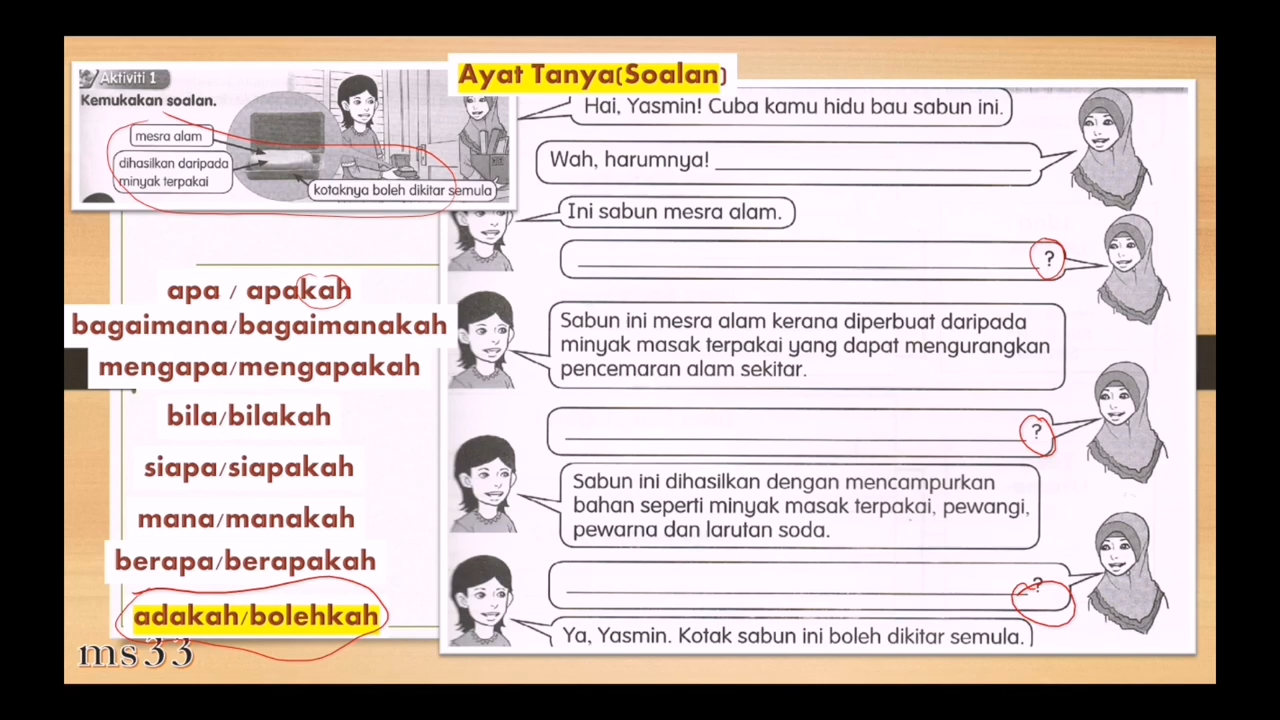 Aktiviti 1
Kemukakan soalan.
mesra alam
dihasilkan daripada
minyak terpakai
kotaknya boleh dikitar semula
Ayat Tanya(Soalan)
Hai, Yasmin! Cuba kamu hidu bau sabun ini.
Wah, harumnya!
Ini sabun mesra alam.
?
Sabun ini mesra alam kerana diperbuat daripada
minyak masak terpakai yang dapat mengurangkan
pencemaran alam sekitar.
?
Sabun ini dihasilkan dengan mencampurkan
bahan seperti minyak masak terpakai, pewangi,
pewarna dan larutan soda.
?
Ya, Yasmin. Kotak sabun ini boleh dikitar semula.
apa / apakah
bagaimana/bagaimanakah
mengapa/mengapakah
bila/bilakah
siapa/siapakah
mana/manakah
berapa/berapakah
adakah/bolehkah
ms33